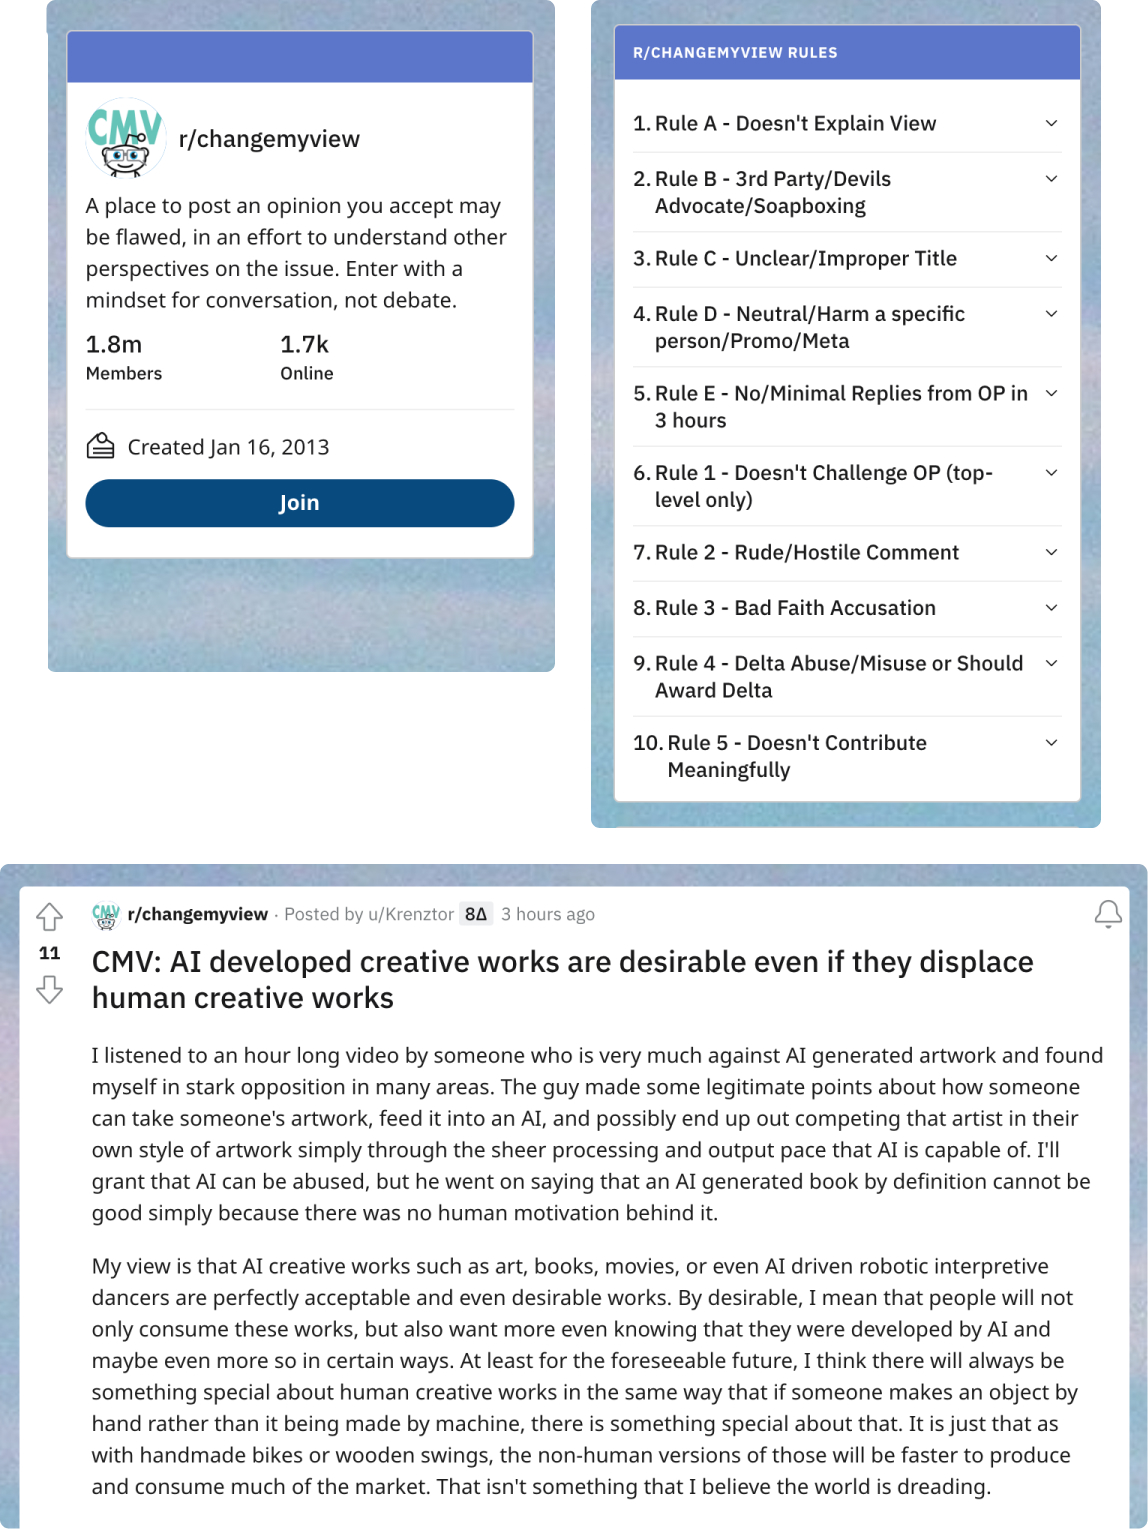 CMV
r/changemyview
A place to post an opinion you accept may
be flawed, in an effort to understand other
perspectives on the issue. Enter with a
mindset for conversation, not debate.
1.8m 1.7k
Members Online
Created Jan 16, 2013
Join
R/CHANGEMYVIEW RULES
1. Rule A - Doesn't Explain View
2. Rule B - 3rd Party/Devils
Advocate/Soapboxing
3. Rule C - Unclear/Improper Title
4. Rule D - Neutral/Harm a specific
person/Promo/Meta
5. Rule E - No/Minimal Replies from OP in
3 hours
6. Rule 1 - Doesn't Challenge OP (top-
level only)
7. Rule 2 - Rude/Hostile Comment
8. Rule 3 - Bad Faith Accusation
9. Rule 4 - Delta Abuse/Misuse or Should
Award Delta
10. Rule 5 - Doesn't Contribute
Meaningfully
11
CMV r/changemyview · Posted by u/Krenztor 8∆ 3 hours ago
CMV: AI developed creative works are desirable even if they displace
human creative works
I listened to an hour long video by someone who is very much against AI generated artwork and found
myself in stark opposition in many areas. The guy made some legitimate points about how someone
can take someone's artwork, feed it into an AI, and possibly end up out competing that artist in their
own style of artwork simply through the sheer processing and output pace that AI is capable of. I'll
grant that AI can be abused, but he went on saying that an AI generated book by definition cannot be
good simply because there was no human motivation behind it.
My view is that AI creative works such as art, books, movies, or even AI driven robotic interpretive
dancers are perfectly acceptable and even desirable works. By desirable, I mean that people will not
only consume these works, but also want more even knowing that they were developed by AI and
maybe even more so in certain ways. At least for the foreseeable future, I think there will always be
something special about human creative works in the same way that if someone makes an object by
hand rather than it being made by machine, there is something special about that. It is just that as
with handmade bikes or wooden swings, the non-human versions of those will be faster to produce
and consume much of the market. That isn't something that I believe the world is dreading.